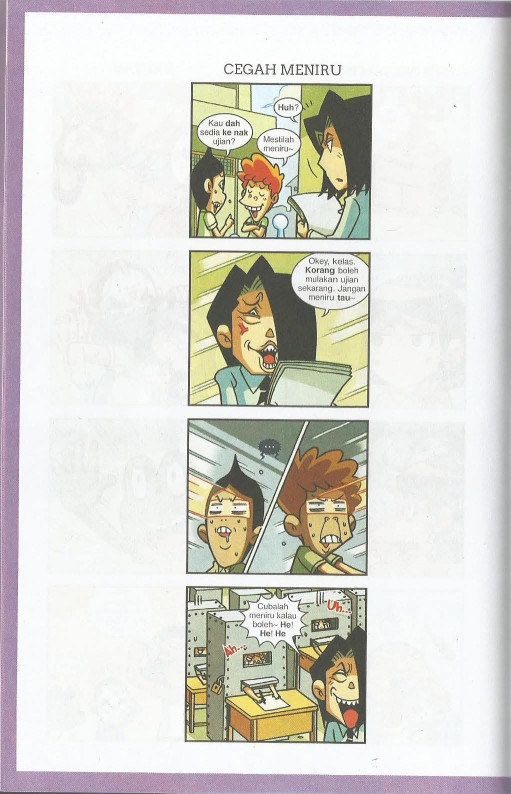 CEGAH MENIRU
Kau dah
sedia ke nak
ujian?
Huh?
Mestilah
meniru~
Okey, kelas.
Korang boleh
mulakan ujian
sekarang. Jangan
meniru tau~
...
Cubalah
meniru kalau
boleh~ He!
He! He
Uh...
Ah...